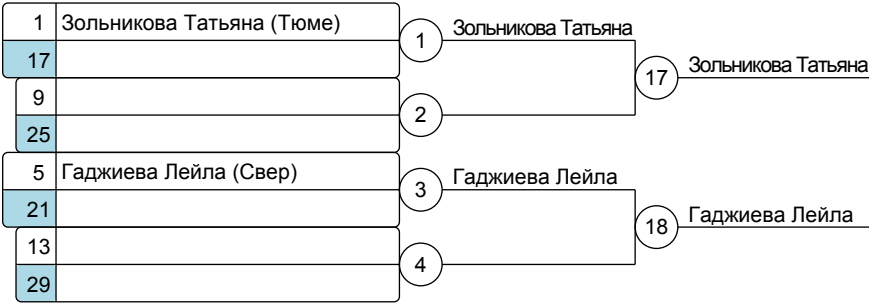 1 Зольникова Татьяна (Тюме)
17
9
25
5 Гаджиева Лейла (Свер)
21
13
29
1 Зольникова Татьяна
2
3 Гаджиева Лейла
4
17 Зольникова Татьяна
18 Гаджиева Лейла